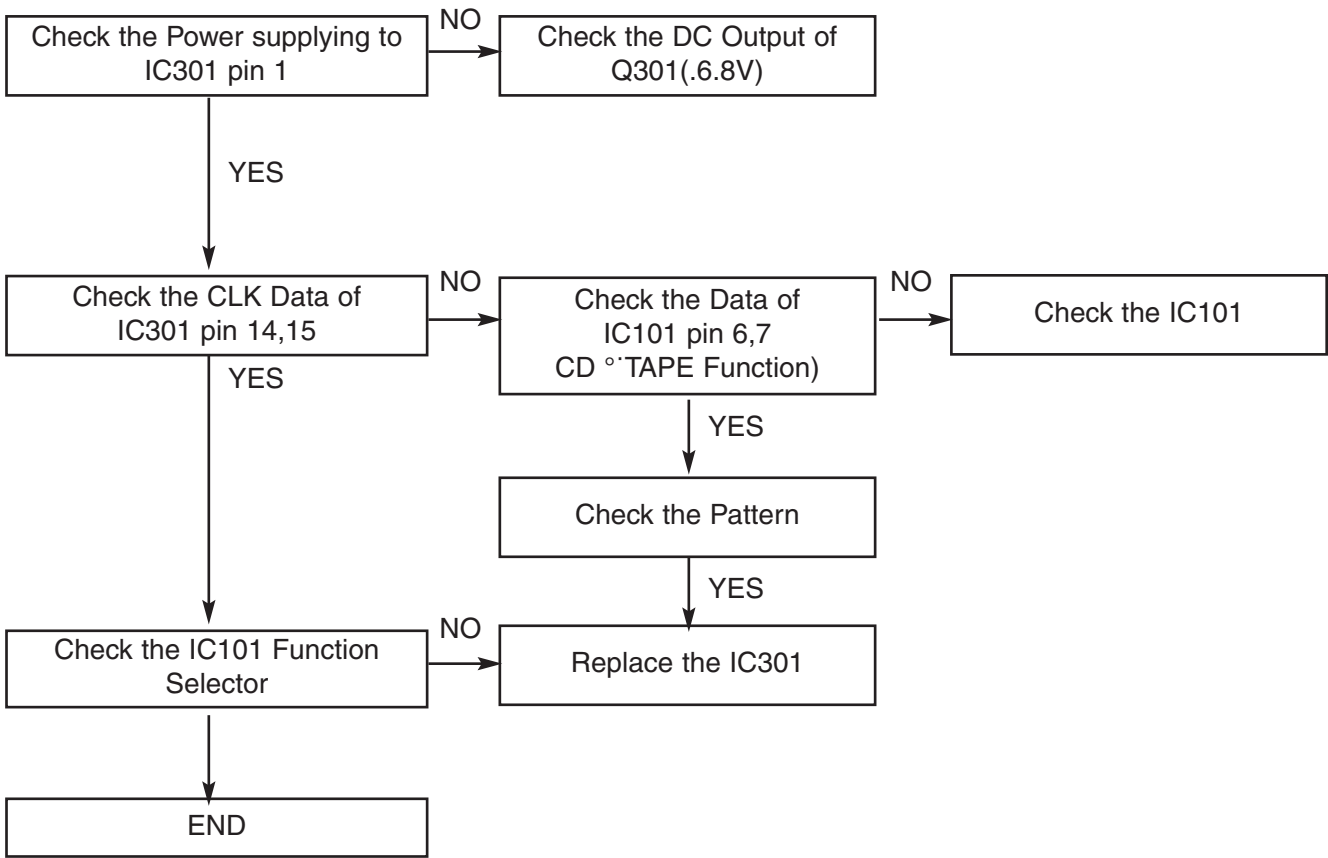 Check the Power supplying to
IC301 pin 1
NO
Check the DC Output of
Q301(.6.8V)
YES
Check the CLK Data of
IC301 pin 14,15
NO
Check the Data of
IC101 pin 6,7
CD °˙TAPE Function)
NO
Check the IC101
YES
YES
Check the Pattern
YES
Check the IC101 Function
Selector
NO
Replace the IC301
END